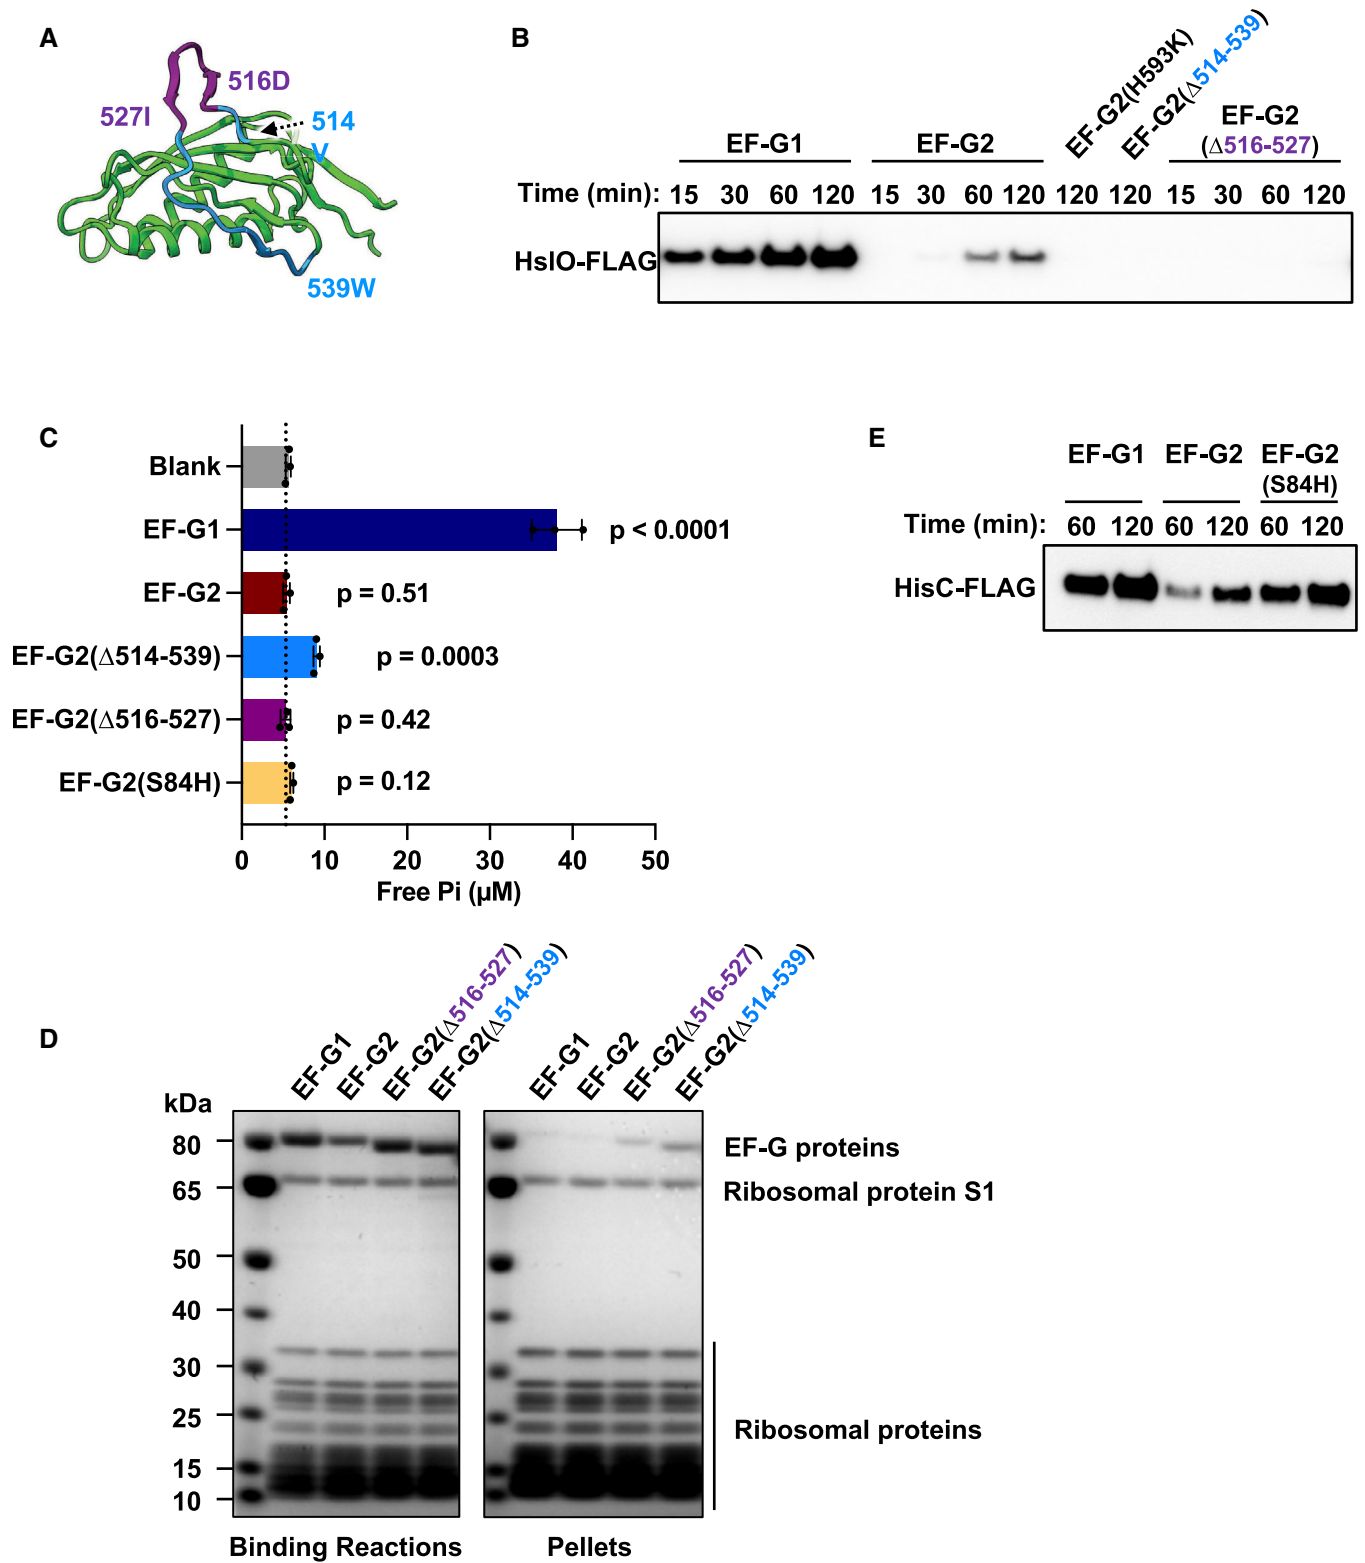 A
516D
527I
514
V
539W
B
EF-G1
EF-G2
EF-G2(H593K)
EF-G2(Δ514-539)
EF-G2
(Δ516-527)
Time (min): 15 30 60 120 15 30 60 120 120 120 15 30 60 120
HslO-FLAG
C
Blank
EF-G1
p < 0.0001
EF-G2
p = 0.51
EF-G2(Δ514-539)
p = 0.0003
EF-G2(Δ516-527)
p = 0.42
EF-G2(S84H)
p = 0.12
0 10 20 30 40 50
Free Pi (µM)
E
EF-G1 EF-G2 EF-G2
(S84H)
Time (min): 60 120 60 120 60 120
HisC-FLAG
D
EF-G1
EF-G2
EF-G2(Δ516-527)
EF-G2(Δ514-539)
EF-G1
EF-G2
EF-G2(Δ516-527)
EF-G2(Δ514-539)
kDa
80
65
50
40
30
25
15
10
EF-G proteins
Ribosomal protein S1
Ribosomal proteins
Binding Reactions
Pellets